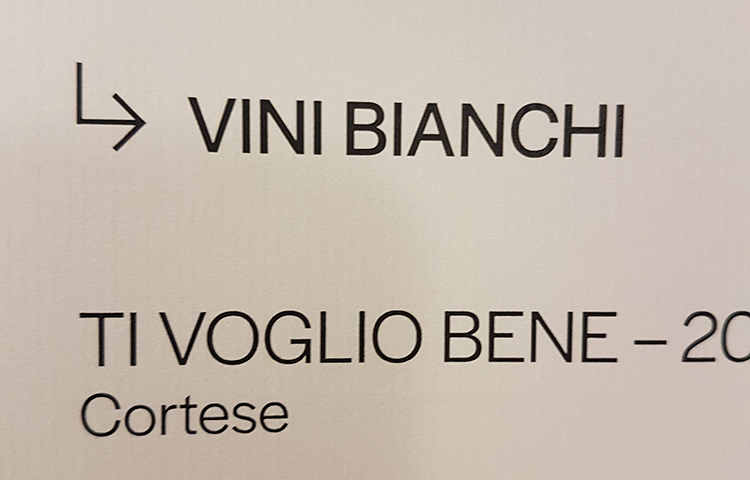 VINI BIANCHI
TI VOGLIO BENE – 20
Cortese